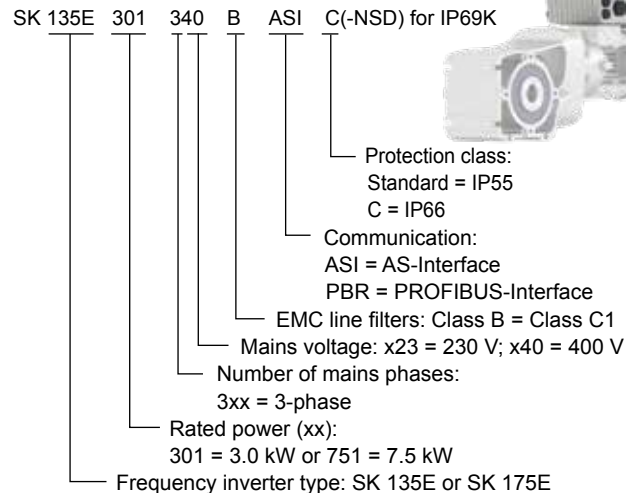 SK 135E 301 340 B ASI C(-NSD) for IP69K
Protection class:
Standard = IP55
C = IP66
Communication:
ASI = AS-Interface
PBR = PROFIBUS-Interface
EMC line filters: Class B = Class C1
Mains voltage: x23 = 230 V; x40 = 400 V
Number of mains phases:
3xx = 3-phase
Rated power (xx):
301 = 3.0 kW or 751 = 7.5 kW
Frequency inverter type: SK 135E or SK 175E